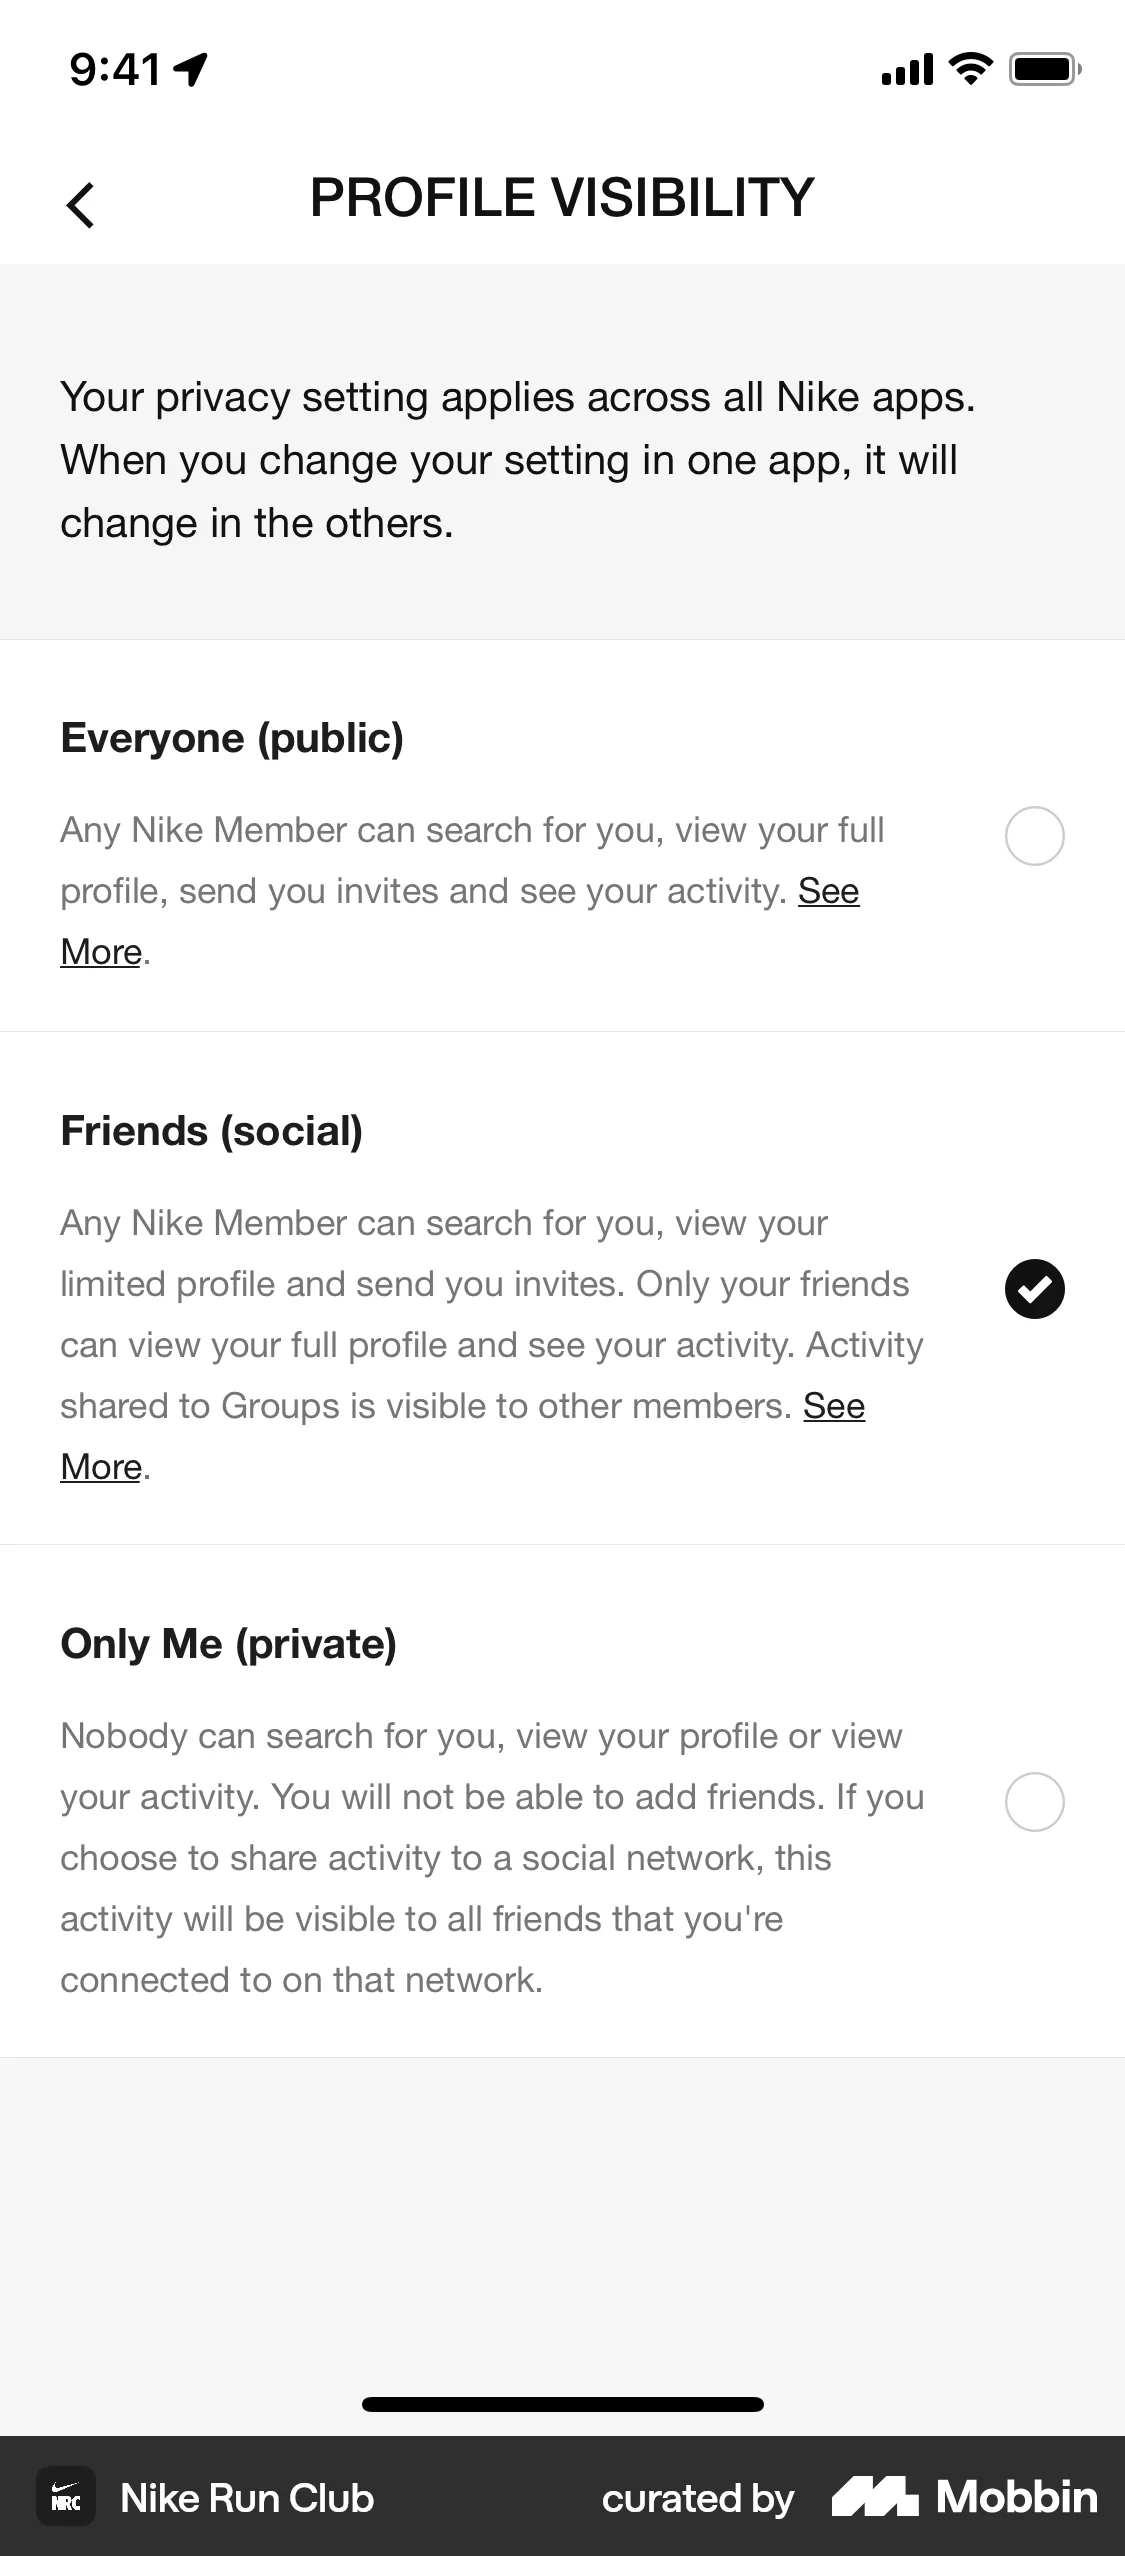 9:41
PROFILE VISIBILITY
Your privacy setting applies across all Nike apps.
When you change your setting in one app, it will
change in the others.
Everyone (public)
Any Nike Member can search for you, view your full
profile, send you invites and see your activity. See
More.
Friends (social)
Any Nike Member can search for you, view your
limited profile and send you invites. Only your friends
can view your full profile and see your activity. Activity
shared to Groups is visible to other members. See
More.
Only Me (private)
Nobody can search for you, view your profile or view
your activity. You will not be able to add friends. If you
choose to share activity to a social network, this
activity will be visible to all friends that you're
connected to on that network.
NRC
Nike Run Club
curated by
Mobbin